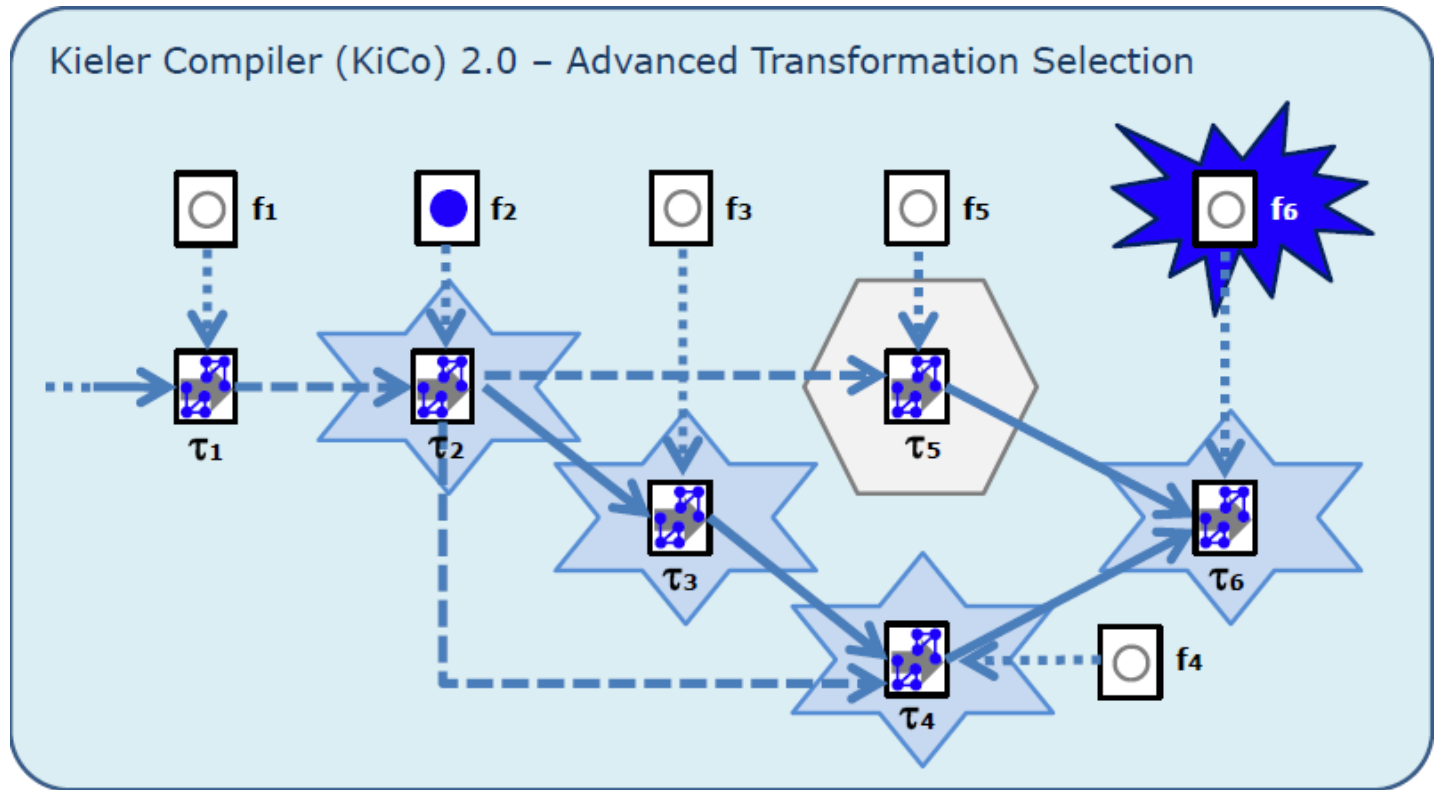 Kieler Compiler (KiCo) 2.0 – Advanced Transformation Selection
f1
f2
f3
f5
f6
τ1
τ2
τ5
τ3
τ6
f4
τ4